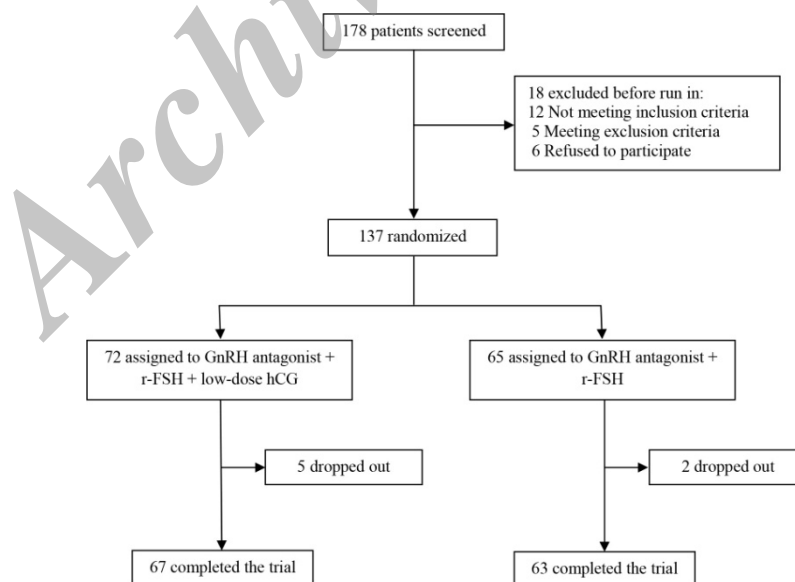 178 patients screened
18 excluded before run in:
12 Not meeting inclusion criteria
5 Meeting exclusion criteria
6 Refused to participate
137 randomized
72 assigned to GnRH antagonist +
r-FSH + low-dose hCG
65 assigned to GnRH antagonist +
r-FSH
5 dropped out
2 dropped out
67 completed the trial
63 completed the trial